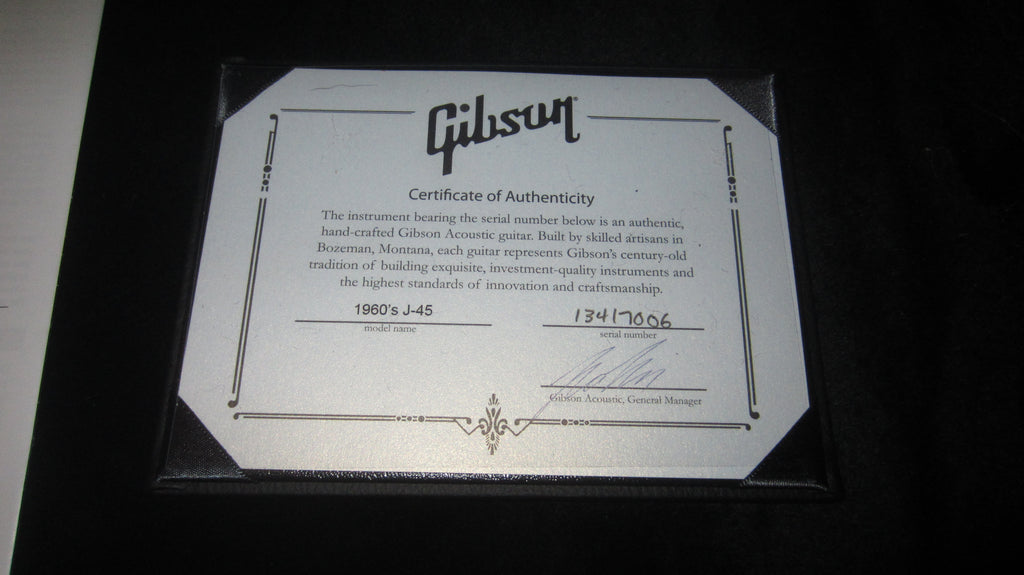 Gibson
Certificate of Authenticity
The instrument bearing the serial number below is an authentic,
hand-crafted Gibson Acoustic guitar. Built by skilled artisans in
Bozeman, Montana, each guitar represents Gibson's century-old
tradition of building exquisite, investment-quality instruments and
the highest standards of innovation and craftsmanship.
1960's J-45
model name
13417006
serial number
Gibson Acoustic, General Manager